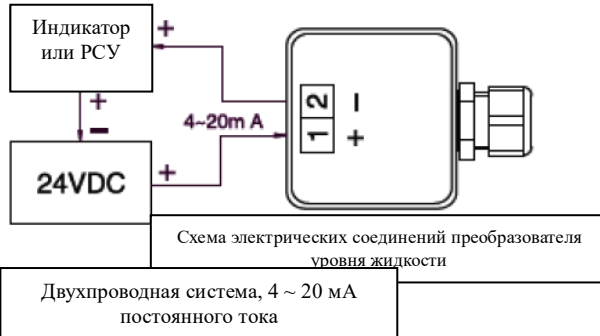 Индикатор
или РСУ
+
+
−
4~20m A
24VDC
+
2 −
1 +
Схема электрических соединений преобразователя
уровня жидкости
Двухпроводная система, 4 ~ 20 мА
постоянного тока